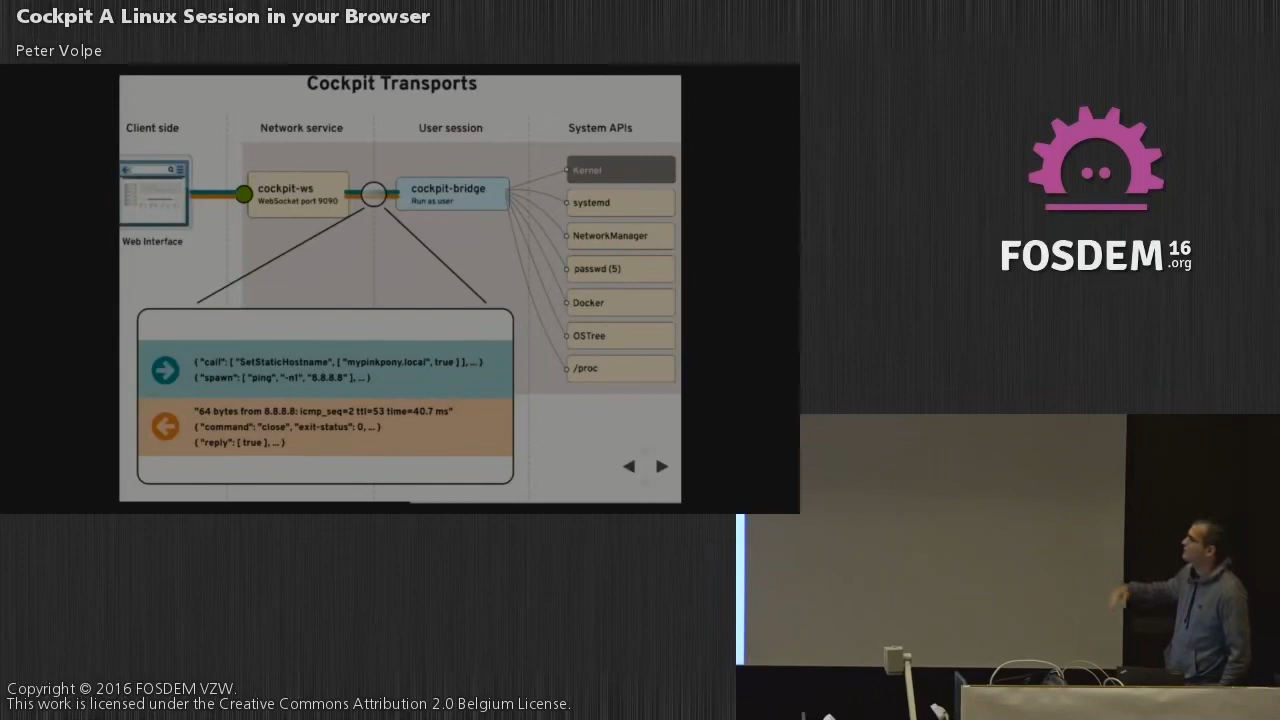 Cockpit A Linux Session in your Browser
Peter Volpe
Cockpit Transports
Client side
Network service
User session
System APIs
Web Interface
cockpit-ws
WebSocket port 9090
cockpit-bridge
Run as user
Kernel
systemd
NetworkManager
passwd (5)
Docker
OSTree
/proc
{ "call": [ "SetStaticHostname", [ "mypinkpony.local", true ] ], ... }
{ "spawn": [ "ping", "-n1", "8.8.8.8" ], ... }
"64 bytes from 8.8.8.8: icmp_seq=2 ttl=53 time=40.7 ms"
{ "command": "close", "exit-status": 0, ... }
{ "reply": [ true ], ... }
FOSDEM 16
.org
Copyright © 2016 FOSDEM VZW.
This work is licensed under the Creative Commons Attribution 2.0 Belgium License.